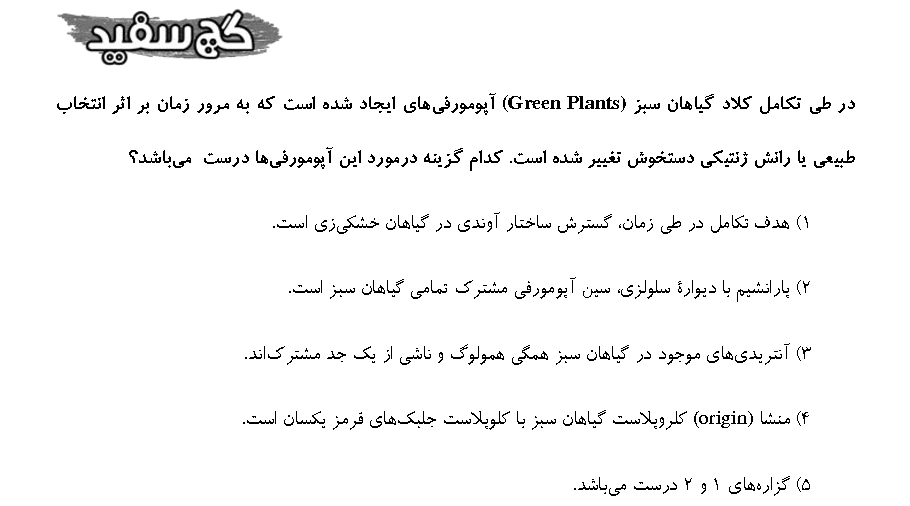 گچ سفید
در طی تکامل کلاد گیاهان سبز (Green Plants) آپومورفی‌های ایجاد شده است که به مرور زمان بر اثر انتخاب
طبیعی یا رانش ژنتیکی دستخوش تغییر شده است. کدام گزینه درمورد این آپومورفی‌ها درست می‌باشد؟
۱) هدف تکامل در طی زمان، گسترش ساختار آوندی در گیاهان خشکی‌زی است.
۲) پارانشیم با دیوارهٔ سلولزی، سین آپومورفی مشترک تمامی گیاهان سبز است.
۳) آنتریدی‌های موجود در گیاهان سبز همگی همولوگ و ناشی از یک جد مشترک‌اند.
۴) منشا (origin) کلروپلاست گیاهان سبز با کلوپلاست جلبک‌های قرمز یکسان است.
۵) گزاره‌های ۱ و ۲ درست می‌باشد.